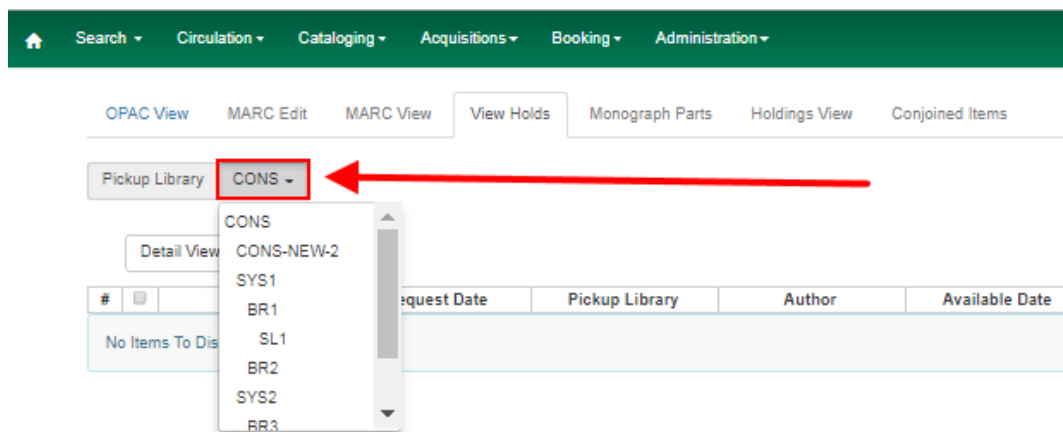 Search Circulation Cataloging Acquisitions Booking Administration
OPAC View MARC Edit MARC View View Holds Monograph Parts Holdings View Conjoined Items
Pickup Library CONS
CONS
CONS-NEW-2
SYS1
BR1
SL1
BR2
SYS2
BR3
Detail View
# equest Date Pickup Library Author Available Date
No Items To Dis